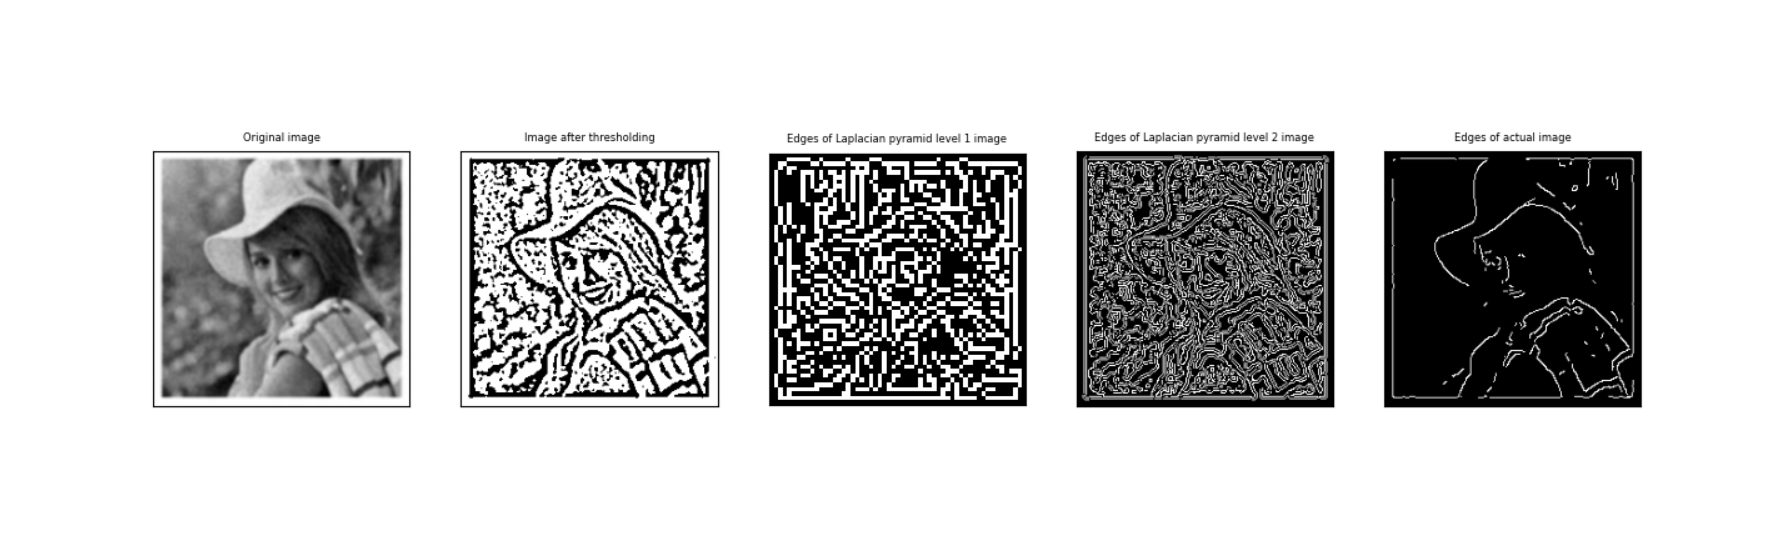 Original image
Image after thresholding
Edges of Laplacian pyramid level 1 image
Edges of Laplacian pyramid level 2 image
Edges of actual image